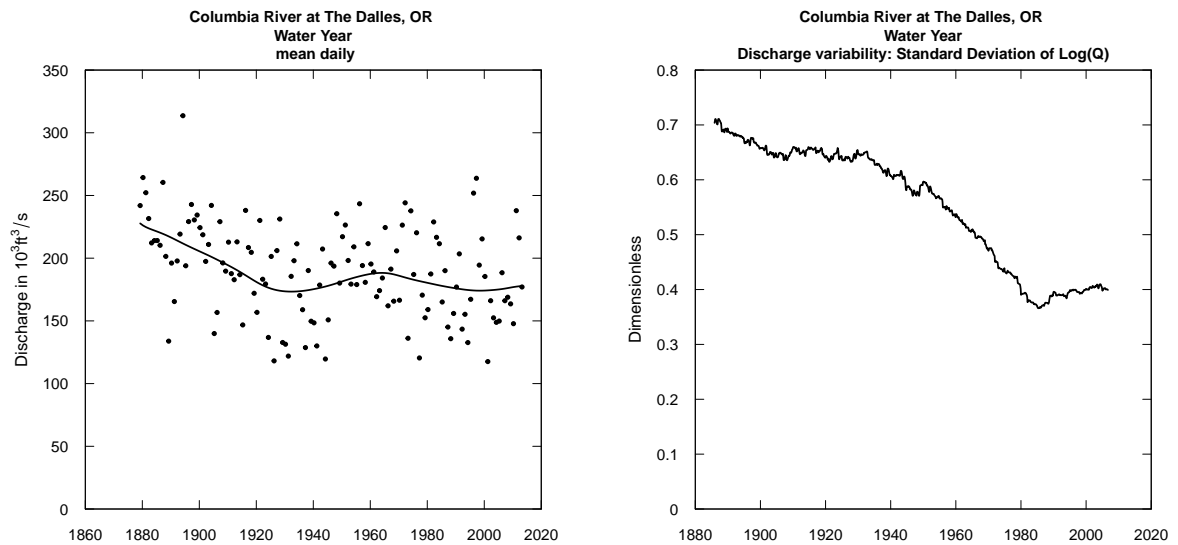 Columbia River at The Dalles, OR
Water Year
mean daily
Discharge in 10³ft³/s
350
300
250
200
150
100
50
0
1860 1880 1900 1920 1940 1960 1980 2000 2020
Columbia River at The Dalles, OR
Water Year
Discharge variability: Standard Deviation of Log(Q)
Dimensionless
0.8
0.7
0.6
0.5
0.4
0.3
0.2
0.1
0
1880 1900 1920 1940 1960 1980 2000 2020